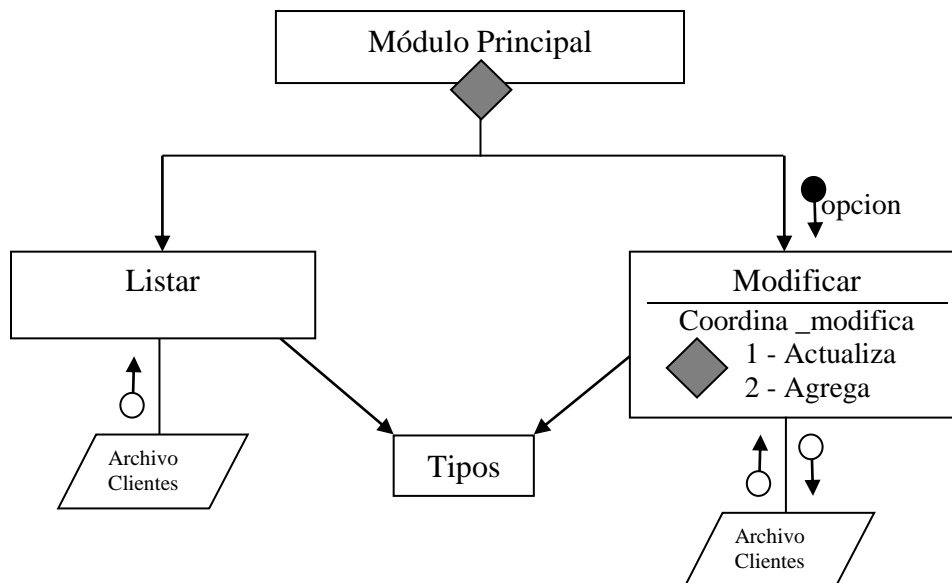 Módulo Principal
opcion
Listar
Modificar
Coordina _modifica
1 - Actualiza
2 - Agrega
Archivo
Clientes
Tipos
Archivo
Clientes